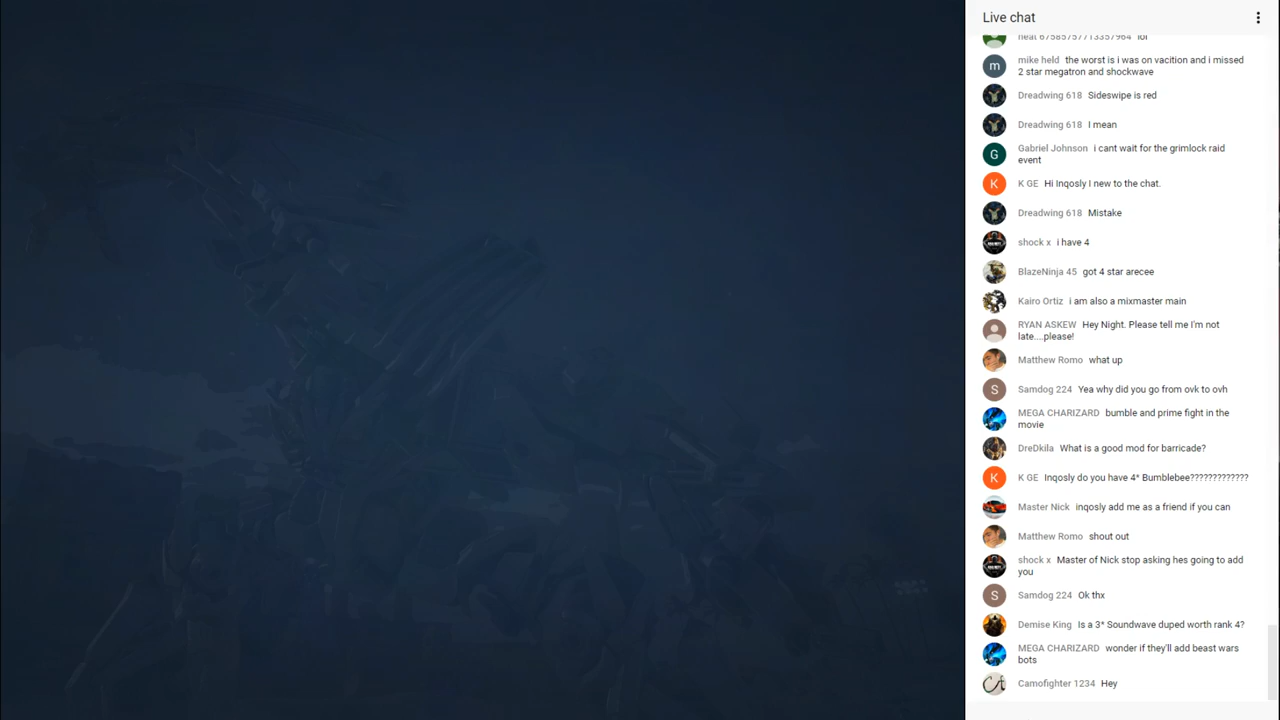 Live chat
neat 67585757713357964 lol
mike held the worst is i was on vacition and i missed
2 star megatron and shockwave
Dreadwing 618 Sideswipe is red
Dreadwing 618 I mean
G Gabriel Johnson i cant wait for the grimlock raid
event
K K GE Hi Inqosly I new to the chat.
Dreadwing 618 Mistake
shock x i have 4
BlazeNinja 45 got 4 star arecee
Kairo Ortiz i am also a mixmaster main
RYAN ASKEW Hey Night. Please tell me I'm not
late....please!
Matthew Romo what up
S Samdog 224 Yea why did you go from ovk to ovh
MEGA CHARIZARD bumble and prime fight in the
movie
DreDkila What is a good mod for barricade?
K K GE Inqosly do you have 4* Bumblebee?????????????
Master Nick inqosly add me as a friend if you can
Matthew Romo shout out
shock x Master of Nick stop asking hes going to add
you
S Samdog 224 Ok thx
Demise King Is a 3* Soundwave duped worth rank 4?
MEGA CHARIZARD wonder if they'll add beast wars
bots
Camofighter 1234 Hey